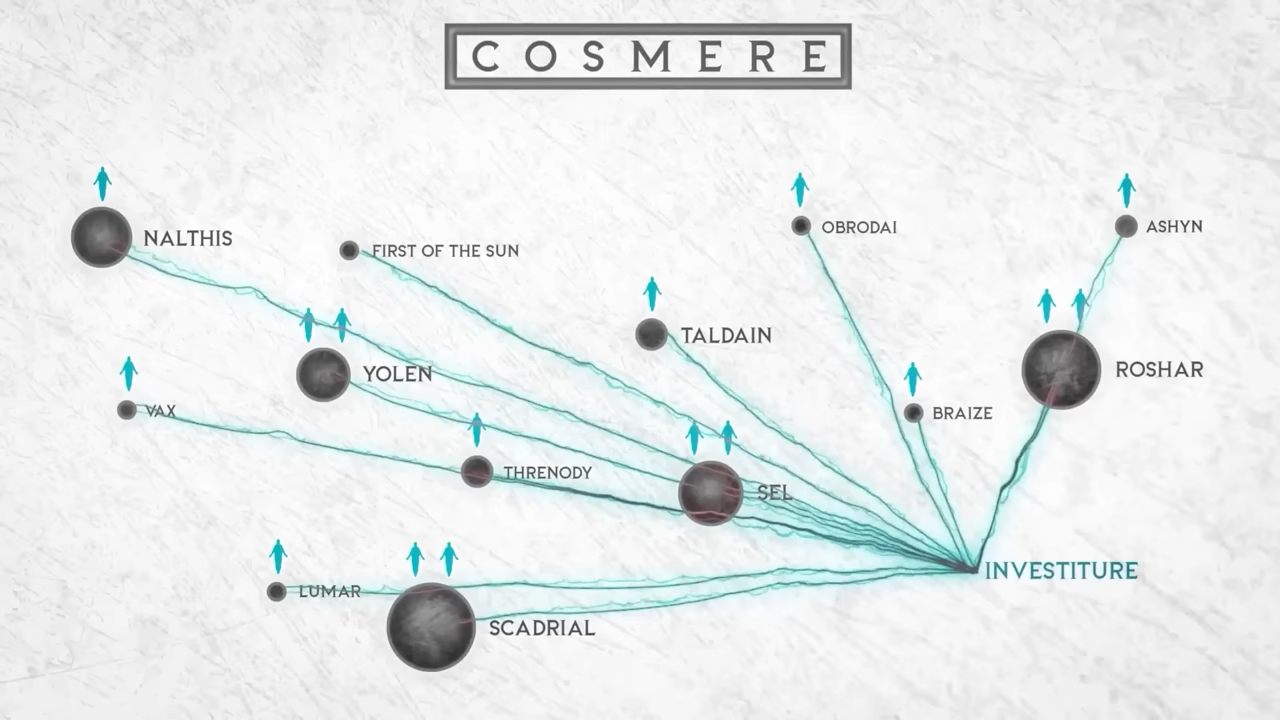 COSMERE
NALTHIS
FIRST OF THE SUN
OBRODAI
ASHYN
TALDAIN
ROSHAR
YOLEN
VAX
BRAIZE
THRENODY
SEL
INVESTITURE
LUMAR
SCADRIAL